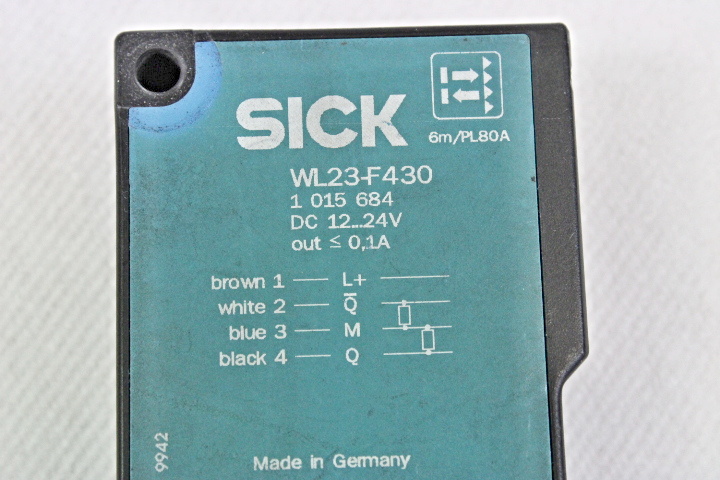 SICK
6m/PL80A
WL23-F430
1 015 684
DC 12...24V
out ≤ 0,1A
brown 1 L+
white 2 Q̅
blue 3 M
black 4 Q
9942
Made in Germany